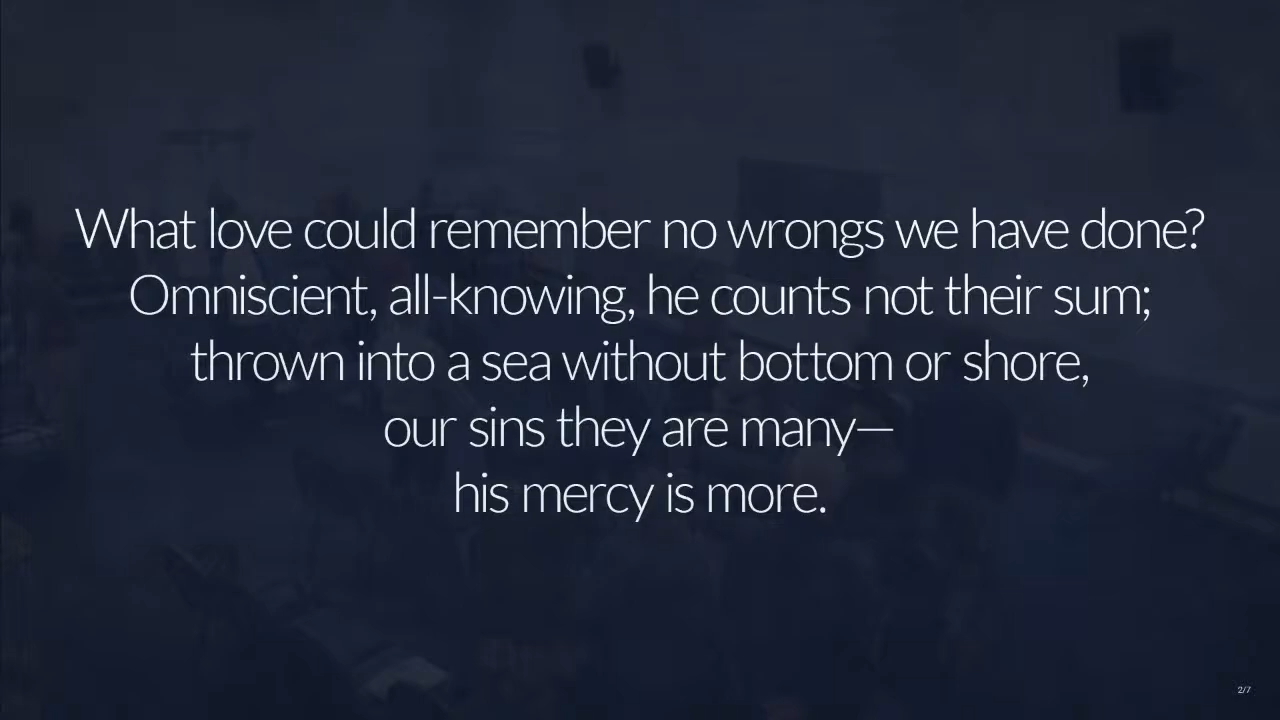 What love could remember no wrongs we have done?
Omniscient, all-knowing, he counts not their sum;
thrown into a sea without bottom or shore,
our sins they are many—
his mercy is more.
2/7